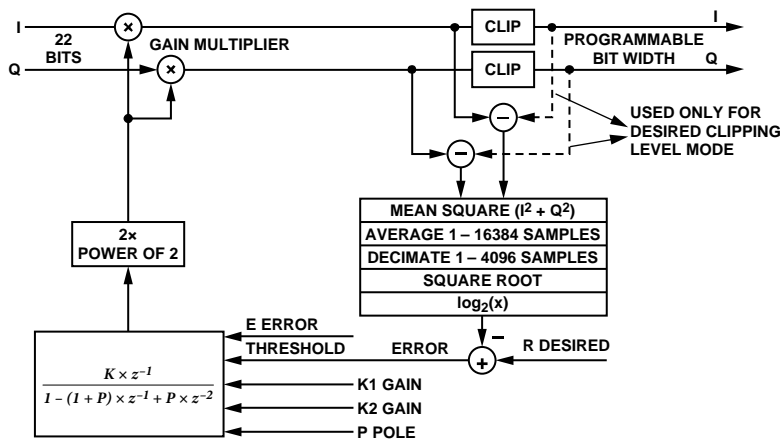 I
22
BITS
×
GAIN MULTIPLIER
Q
×
CLIP
CLIP
I
PROGRAMMABLE
BIT WIDTH
Q
–
–
USED ONLY FOR
DESIRED CLIPPING
LEVEL MODE
MEAN SQUARE (I² + Q²)
AVERAGE 1 – 16384 SAMPLES
DECIMATE 1 – 4096 SAMPLES
SQUARE ROOT
log₂(x)
2×
POWER OF 2
–
+
R DESIRED
ERROR
E ERROR
THRESHOLD
K1 GAIN
K2 GAIN
P POLE
K × z⁻¹
1 – (1 + P) × z⁻¹ + P × z⁻²